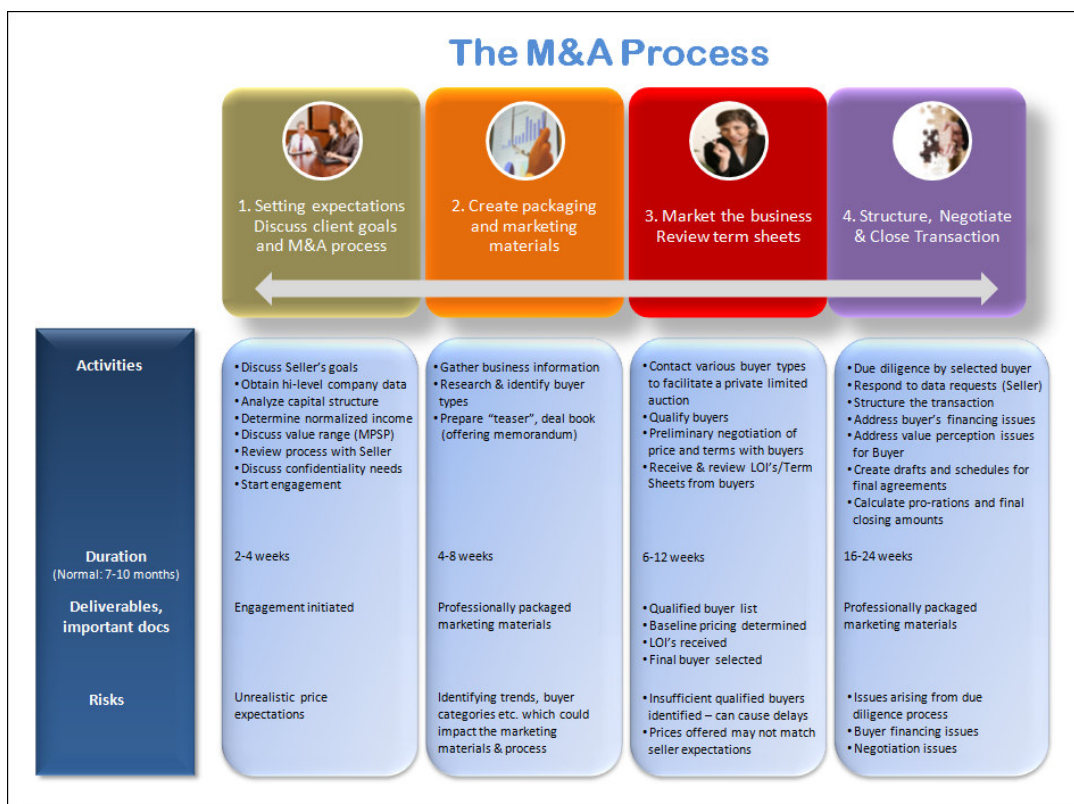 The M&A Process
1. Setting expectations
Discuss client goals
and M&A process
2. Create packaging
and marketing
materials
3. Market the business
Review term sheets
4. Structure, Negotiate
& Close Transaction
Activities
• Discuss Seller's goals
• Obtain hi-level company data
• Analyze capital structure
• Determine normalized income
• Discuss value range (MPSP)
• Review process with Seller
• Discuss confidentiality needs
• Start engagement
• Gather business information
• Research & identify buyer
types
• Prepare “teaser”, deal book
(offering memorandum)
• Contact various buyer types
to facilitate a private limited
auction
• Qualify buyers
• Preliminary negotiation of
price and terms with buyers
• Receive & review LOI's/Term
Sheets from buyers
• Due diligence by selected buyer
• Respond to data requests (Seller)
• Structure the transaction
• Address buyer's financing issues
• Address value perception issues
for Buyer
• Create drafts and schedules for
final agreements
• Calculate pro-rations and final
closing amounts
Duration
(Normal: 7-10 months)
2-4 weeks
4-8 weeks
6-12 weeks
16-24 weeks
Deliverables,
important docs
Engagement initiated
Professionally packaged
marketing materials
• Qualified buyer list
• Baseline pricing determined
• LOI's received
• Final buyer selected
Professionally packaged
marketing materials
Risks
Unrealistic price
expectations
Identifying trends, buyer
categories etc. which could
impact the marketing
materials & process
• Insufficient qualified buyers
identified – can cause delays
• Prices offered may not match
seller expectations
• Issues arising from due
diligence process
• Buyer financing issues
• Negotiation issues